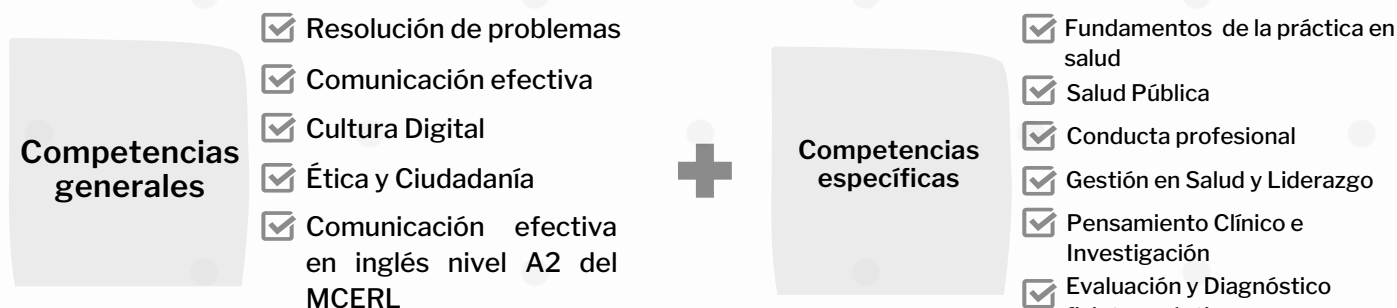 Competencias
generales
Resolución de problemas
Comunicación efectiva
Cultura Digital
Ética y Ciudadanía
Comunicación efectiva
en inglés nivel A2 del
MCERL
Competencias
específicas
Fundamentos de la práctica en
salud
Salud Pública
Conducta profesional
Gestión en Salud y Liderazgo
Pensamiento Clínico e
Investigación
Evaluación y Diagnóstico